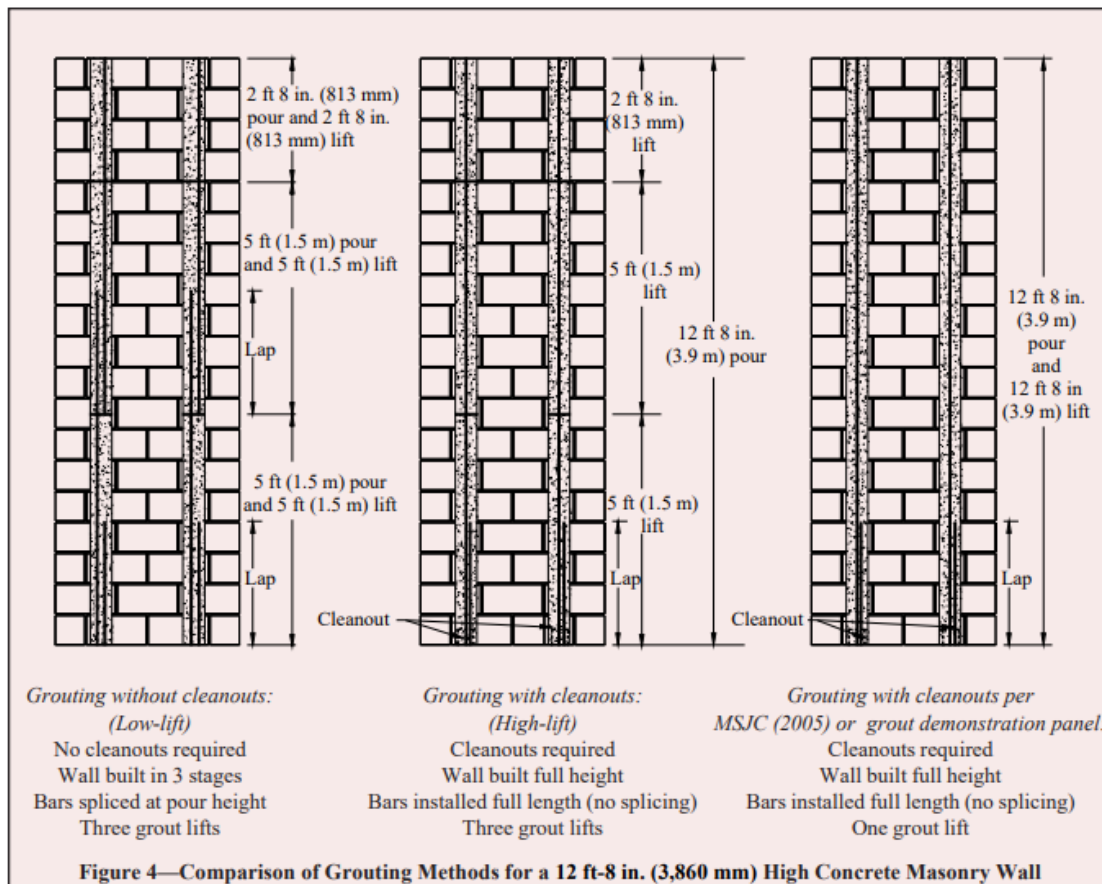 2 ft 8 in. (813 mm)
pour and 2 ft 8 in.
(813 mm) lift
5 ft (1.5 m) pour
and 5 ft (1.5 m) lift
Lap
5 ft (1.5 m) pour
and 5 ft (1.5 m) lift
Lap
2 ft 8 in.
(813 mm)
lift
5 ft (1.5 m)
lift
12 ft 8 in.
(3.9 m) pour
5 ft (1.5 m)
lift
Lap
Cleanout
12 ft 8 in.
(3.9 m)
pour
and
12 ft 8 in
(3.9 m) lift
Lap
Cleanout
Grouting without cleanouts:
(Low-lift)
No cleanouts required
Wall built in 3 stages
Bars spliced at pour height
Three grout lifts
Grouting with cleanouts:
(High-lift)
Cleanouts required
Wall built full height
Bars installed full length (no splicing)
Three grout lifts
Grouting with cleanouts per
MSJC (2005) or grout demonstration panel:
Cleanouts required
Wall built full height
Bars installed full length (no splicing)
One grout lift
Figure 4—Comparison of Grouting Methods for a 12 ft-8 in. (3,860 mm) High Concrete Masonry Wall